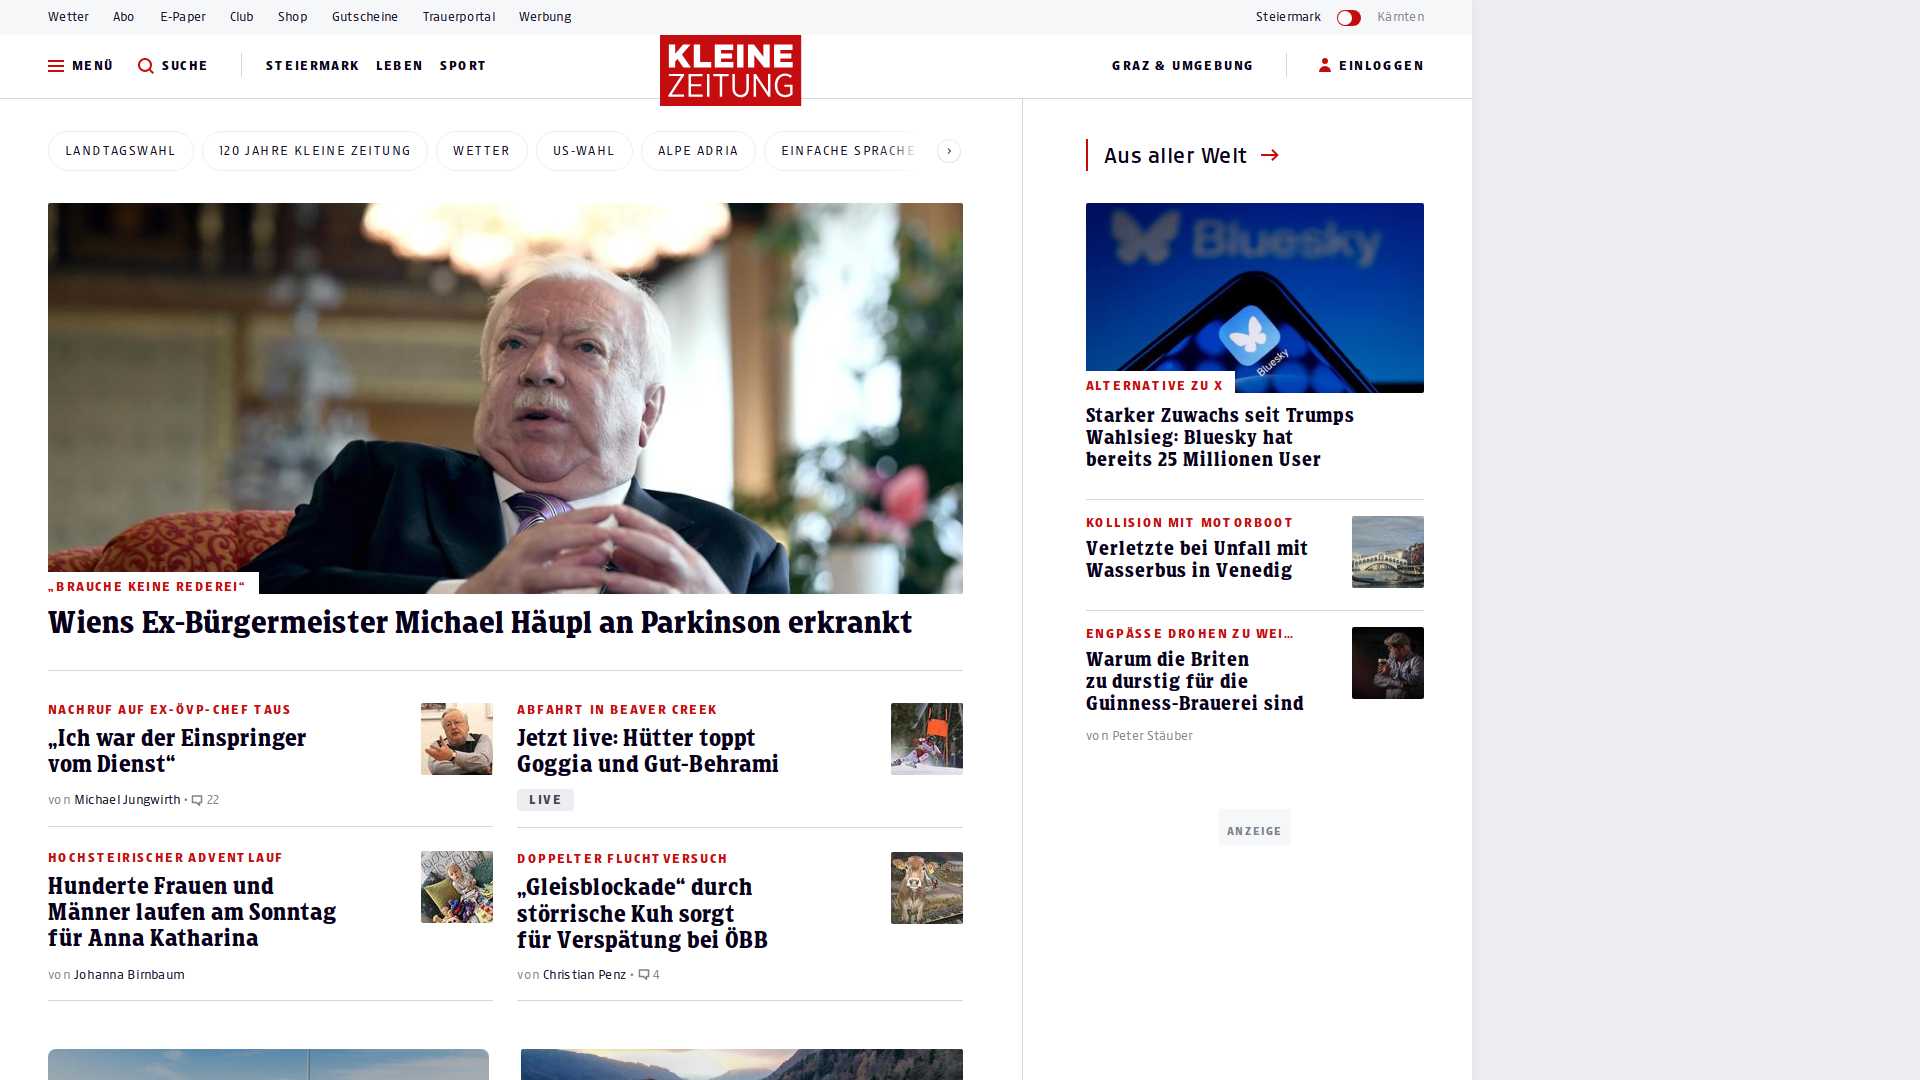 Wetter Abo E-Paper Club Shop Gutscheine Trauerportal Werbung Steiermark Kärnten
MENÜ SUCHE STEIERMARK LEBEN SPORT KLEINE ZEITUNG GRAZ & UMGEBUNG EINLOGGEN
LANDTAGSWAHL 120 JAHRE KLEINE ZEITUNG WETTER US-WAHL ALPE ADRIA EINFACHE SPRACHE
„BRAUCHE KEINE REDEREI“
Wiens Ex-Bürgermeister Michael Häupl an Parkinson erkrankt
NACHRUF AUF EX-ÖVP-CHEF TAUS
„Ich war der Einspringer
vom Dienst“
von Michael Jungwirth • 22
ABFAHRT IN BEAVER CREEK
Jetzt live: Hütter toppt
Goggia und Gut-Behrami
LIVE
HOCHSTEIRISCHER ADVENTLAUF
Hunderte Frauen und
Männer laufen am Sonntag
für Anna Katharina
von Johanna Birnbaum
DOPPELTER FLUCHTVERSUCH
„Gleisblockade“ durch
störrische Kuh sorgt
für Verspätung bei ÖBB
von Christian Penz • 4
Aus aller Welt
Bluesky
Bluesky
ALTERNATIVE ZU X
Starker Zuwachs seit Trumps
Wahlsieg: Bluesky hat
bereits 25 Millionen User
KOLLISION MIT MOTORBOOT
Verletzte bei Unfall mit
Wasserbus in Venedig
ENGPÄSSE DROHEN ZU WEI…
Warum die Briten
zu durstig für die
Guinness-Brauerei sind
von Peter Stäuber
ANZEIGE